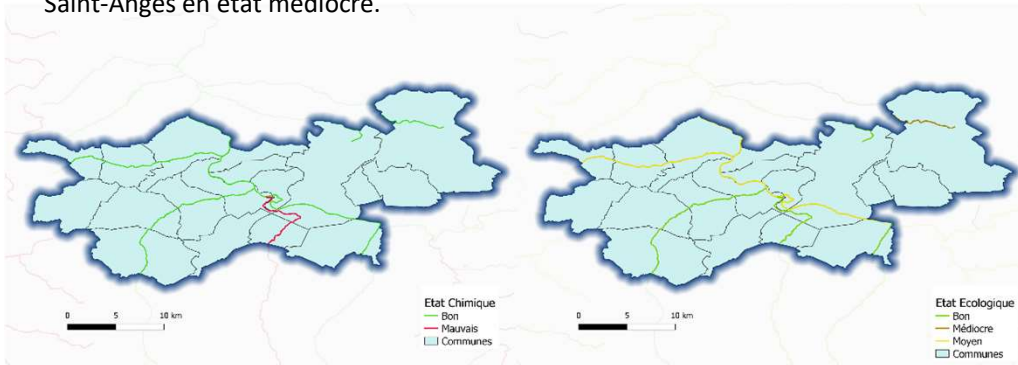 Saint-Anges en état médiocre.
Etat Chimique
Bon
Mauvais
Communes
0 5 10 km
Etat Ecologique
Bon
Médiocre
Moyen
Communes
0 5 10 km